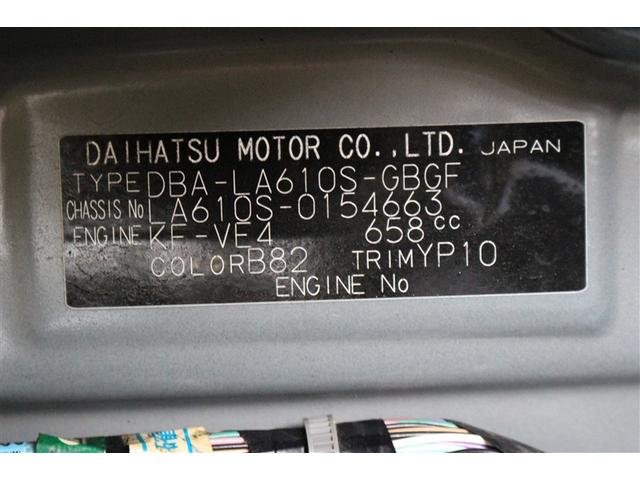 DAIHATSU MOTOR CO.,LTD. JAPAN
TYPE DBA-LA610S-GBGF
CHASSIS No LA610S-0154663
ENGINE KF-VE4 658cc
COLOR B82 TRIM YP10
ENGINE No